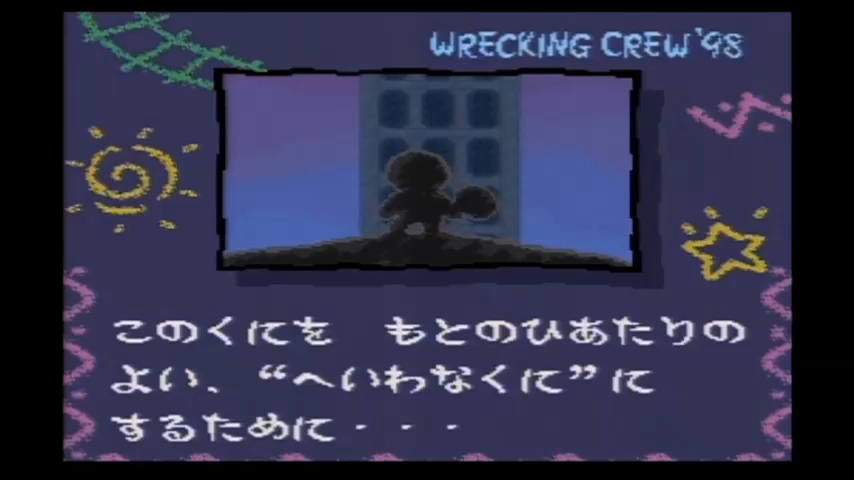 WRECKING CREW '98
このくにを　もとのひあたりの
よい、“へいわなくに”に
するために・・・